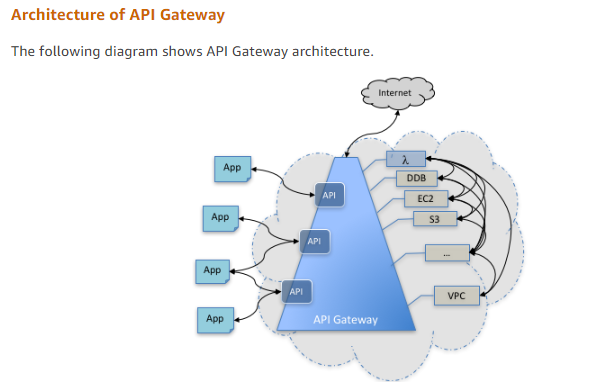 Architecture of API Gateway
The following diagram shows API Gateway architecture.
Internet
App
App
App
App
API
API
API
API Gateway
λ
DDB
EC2
S3
...
VPC